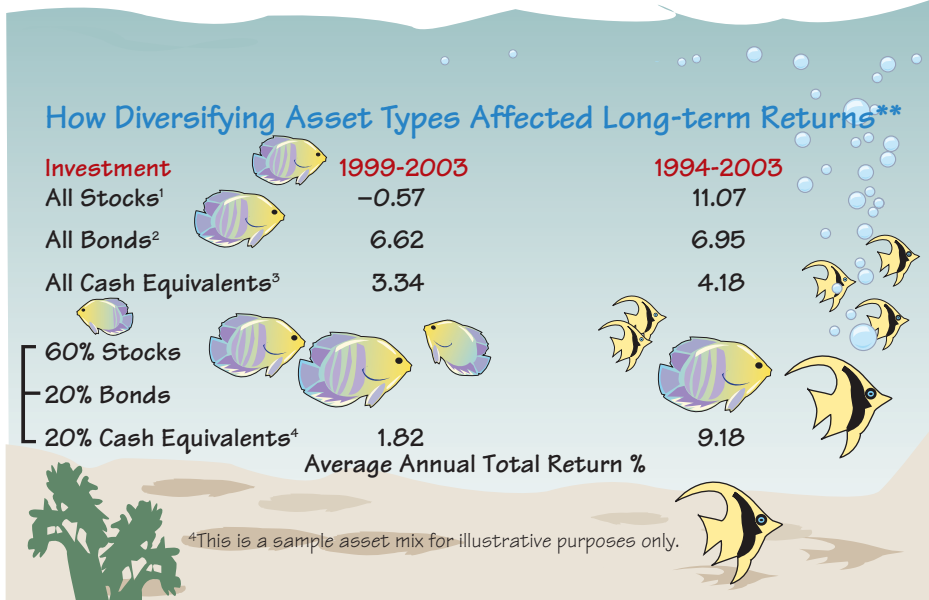 How Diversifying Asset Types Affected Long-term Returns**
Investment 1999-2003 1994-2003
All Stocks¹ −0.57 11.07
All Bonds² 6.62 6.95
All Cash Equivalents³ 3.34 4.18
60% Stocks
20% Bonds
20% Cash Equivalents⁴ 1.82 9.18
Average Annual Total Return %
⁴This is a sample asset mix for illustrative purposes only.